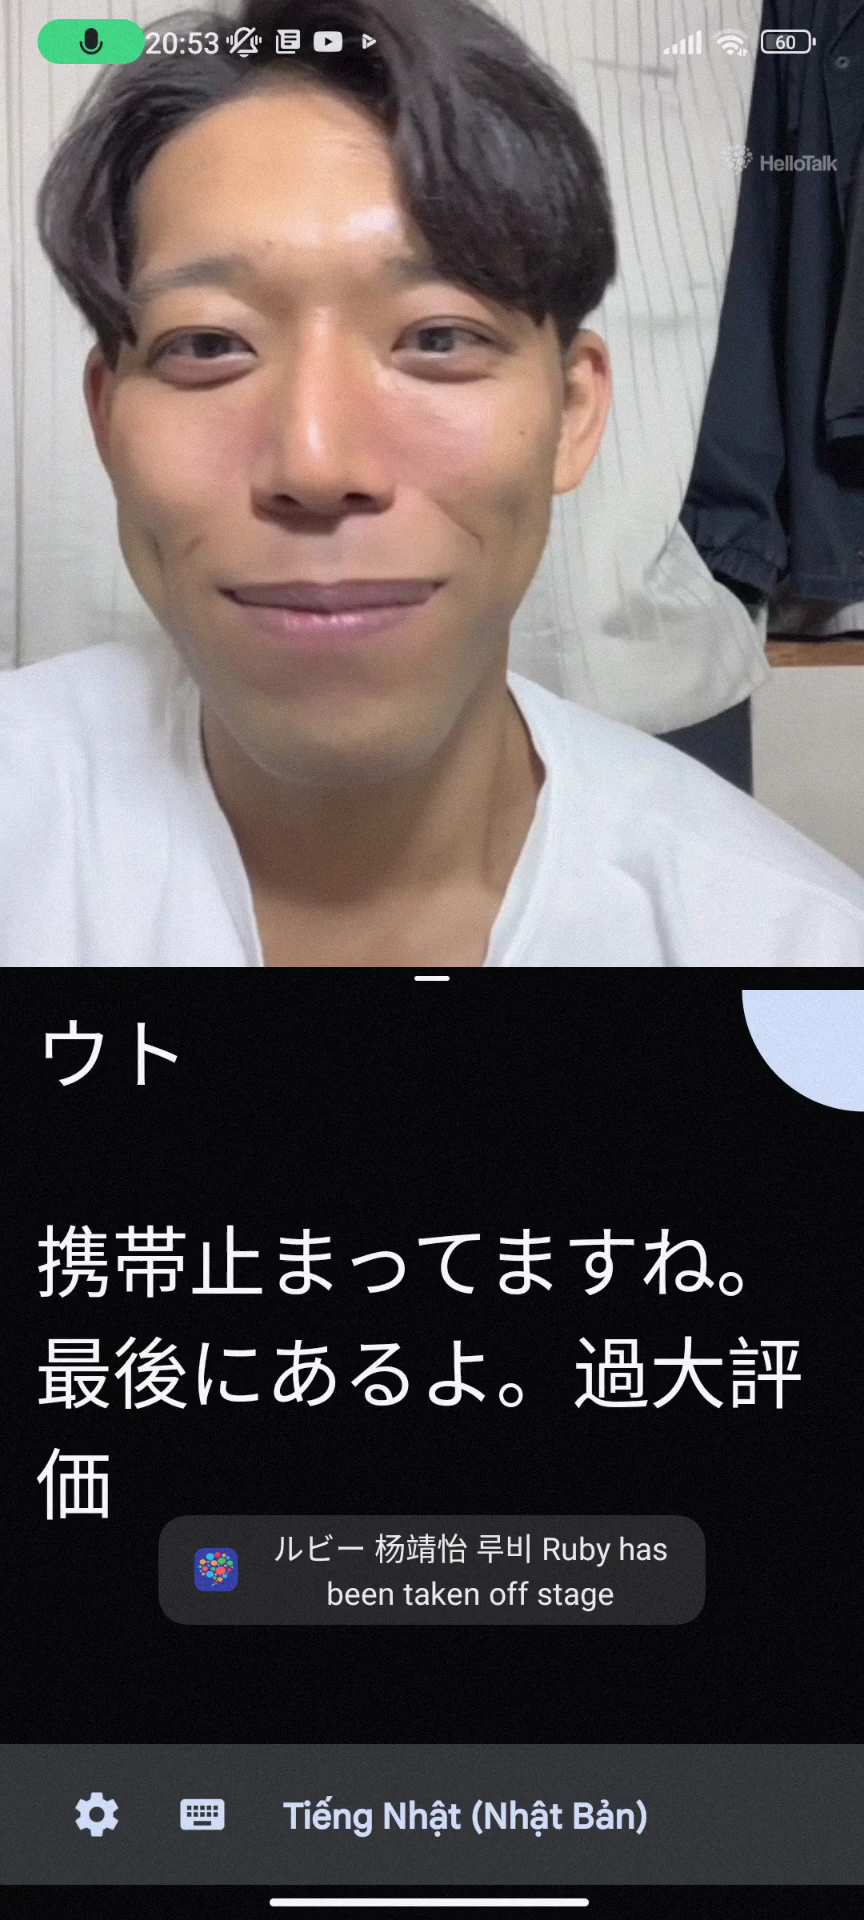 20:53
60
HelloTalk
ウト
携帯止まってますね。
最後にあるよ。過大評
価
ルビー 杨靖怡 루비 Ruby has
been taken off stage
Tiếng Nhật (Nhật Bản)